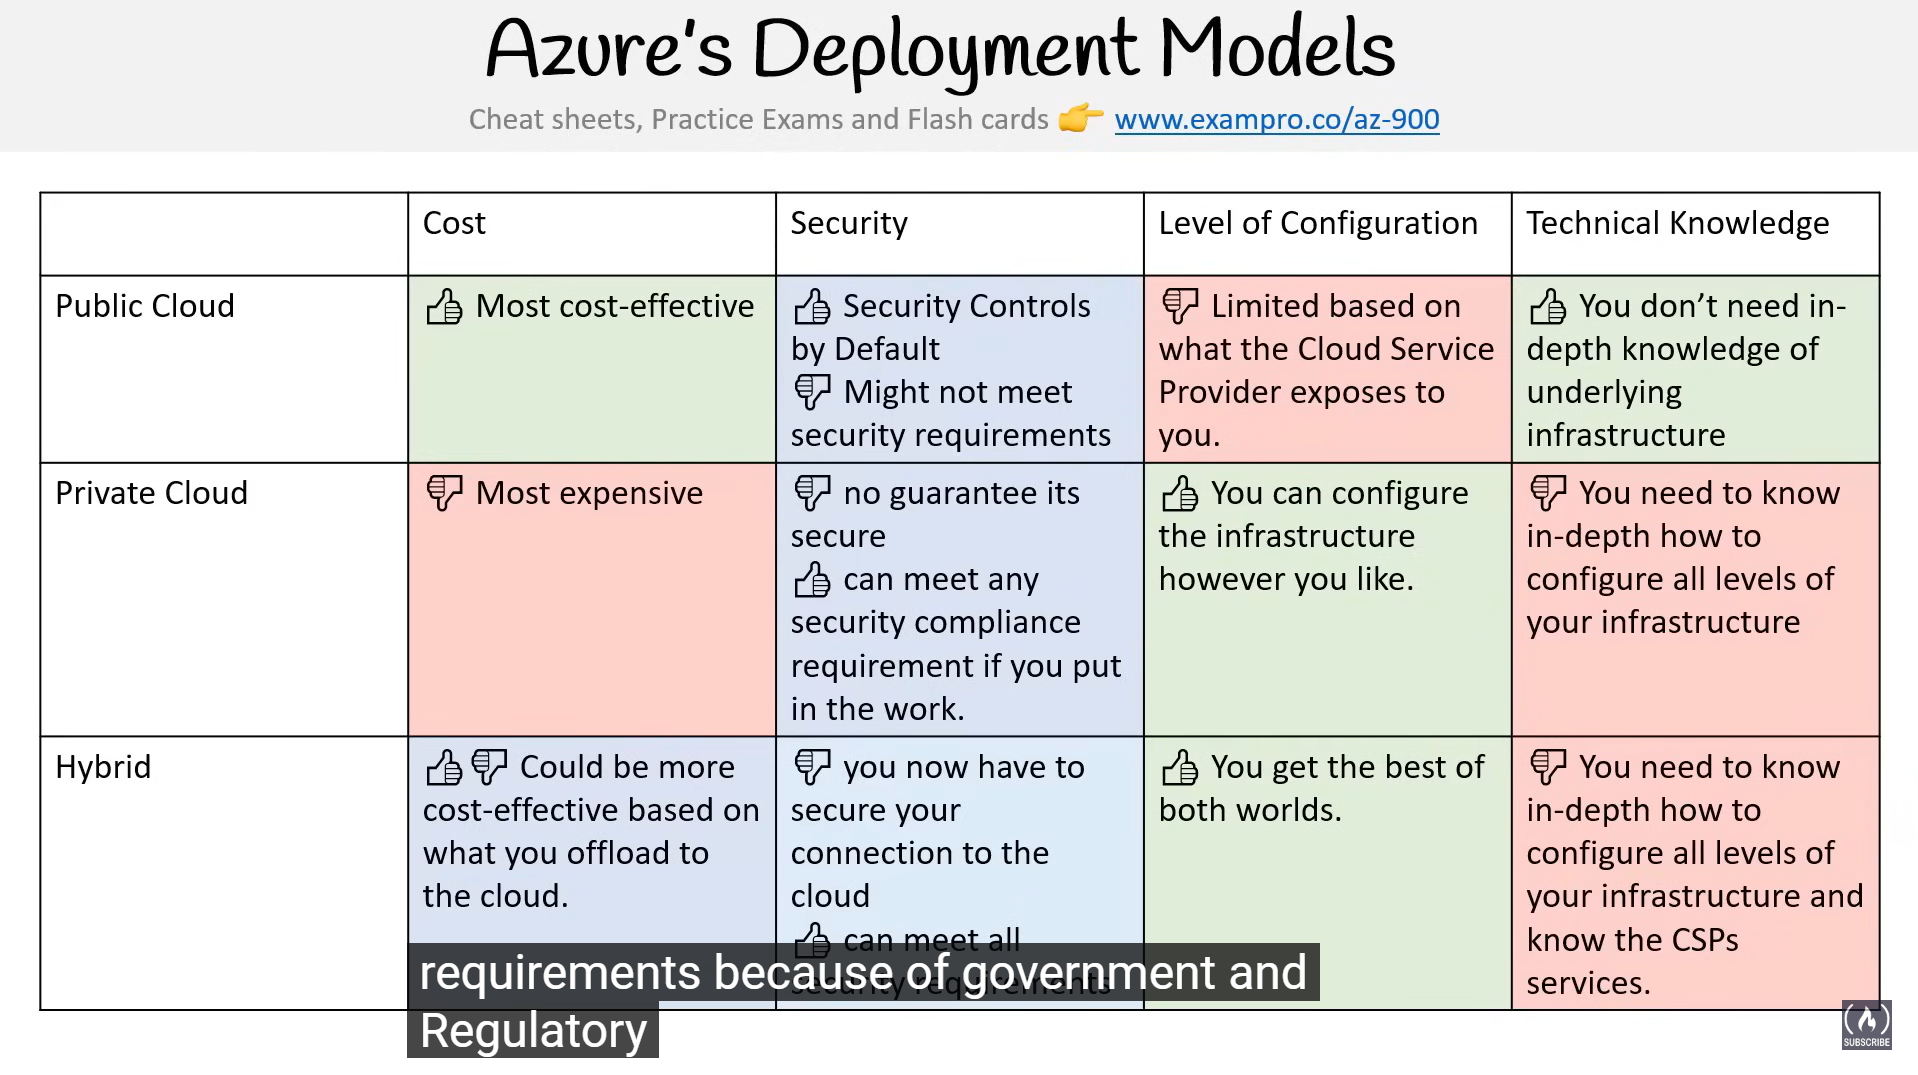 Azure's Deployment Models
Cheat sheets, Practice Exams and Flash cards 👉 www.exampro.co/az-900
Cost
Security
Level of Configuration
Technical Knowledge
Public Cloud
👍 Most cost-effective
👍 Security Controls
by Default
👎 Might not meet
security requirements
👎 Limited based on
what the Cloud Service
Provider exposes to
you.
👍 You don’t need in-
depth knowledge of
underlying
infrastructure
Private Cloud
👎 Most expensive
👎 no guarantee its
secure
👍 can meet any
security compliance
requirement if you put
in the work.
👍 You can configure
the infrastructure
however you like.
👎 You need to know
in-depth how to
configure all levels of
your infrastructure
Hybrid
👍👎 Could be more
cost-effective based on
what you offload to
the cloud.
👎 you now have to
secure your
connection to the
cloud
👍 can meet all
security requirements
👍 You get the best of
both worlds.
👎 You need to know
in-depth how to
configure all levels of
your infrastructure and
know the CSPs
services.
requirements because of government and
Regulatory
SUBSCRIBE